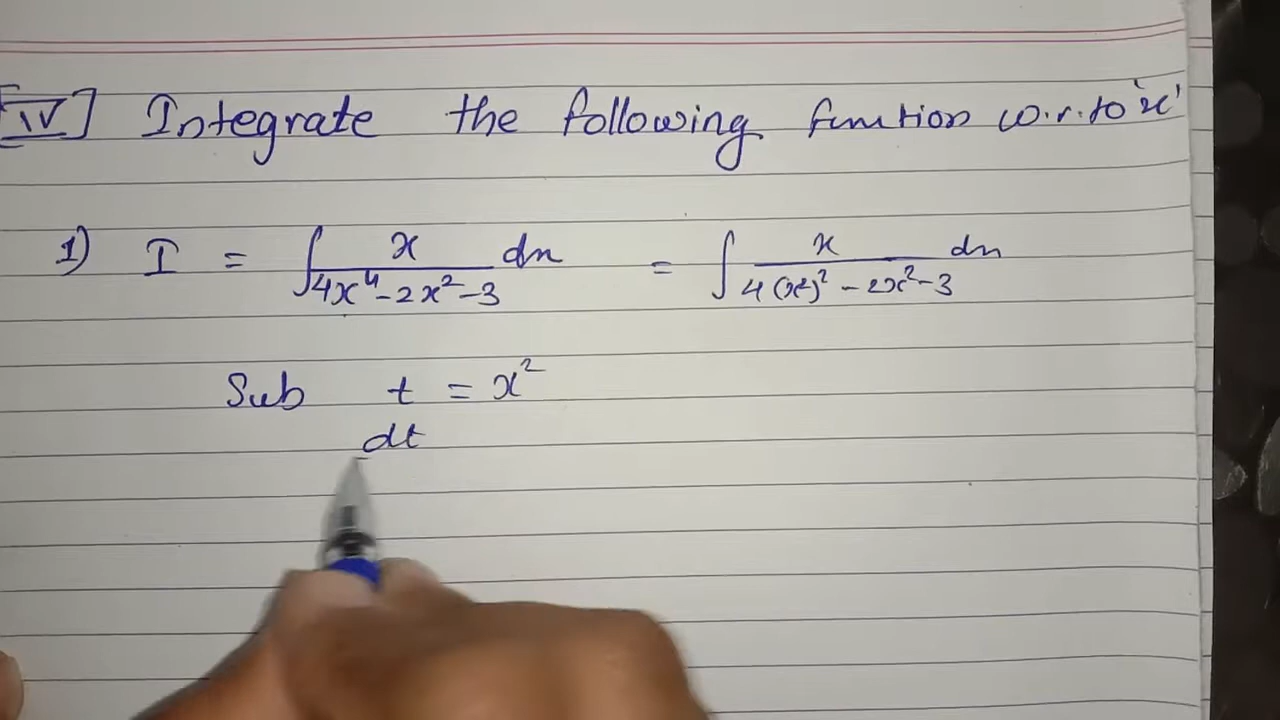 [IV] Integrate the following function w.r.to 'x'
1) I = ∫ x / (4x⁴ - 2x² - 3) dx = ∫ x / (4(x²)² - 2x² - 3) dx
Sub t = x²
dt